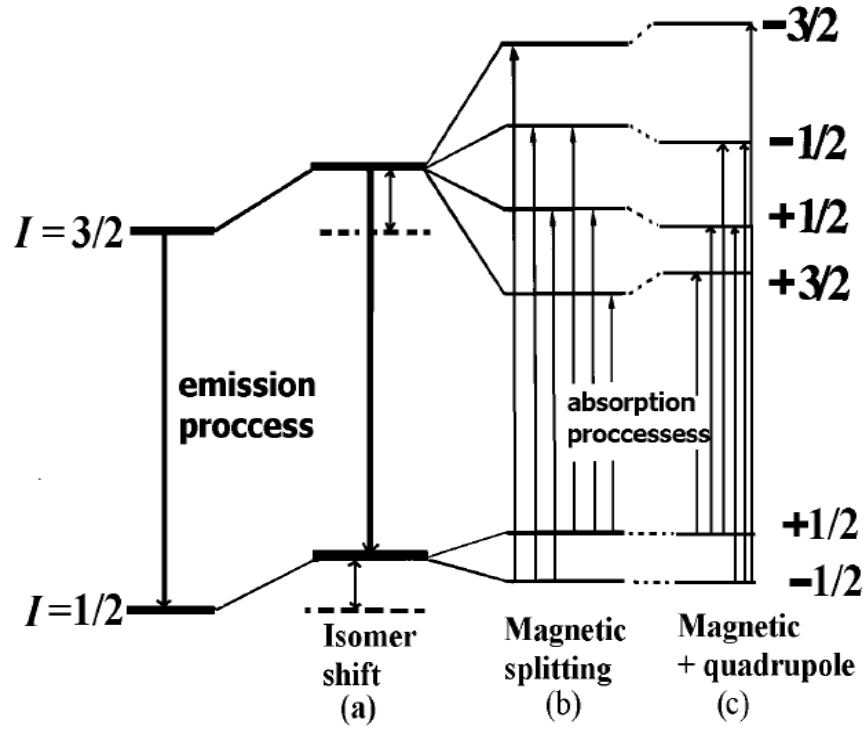 −3/2
−1/2
I = 3/2
+1/2
+3/2
emission
proccess
absorption
proccessess
+1/2
I=1/2
−1/2
Isomer
shift
(a)
Magnetic
splitting
(b)
Magnetic
+ quadrupole
(c)